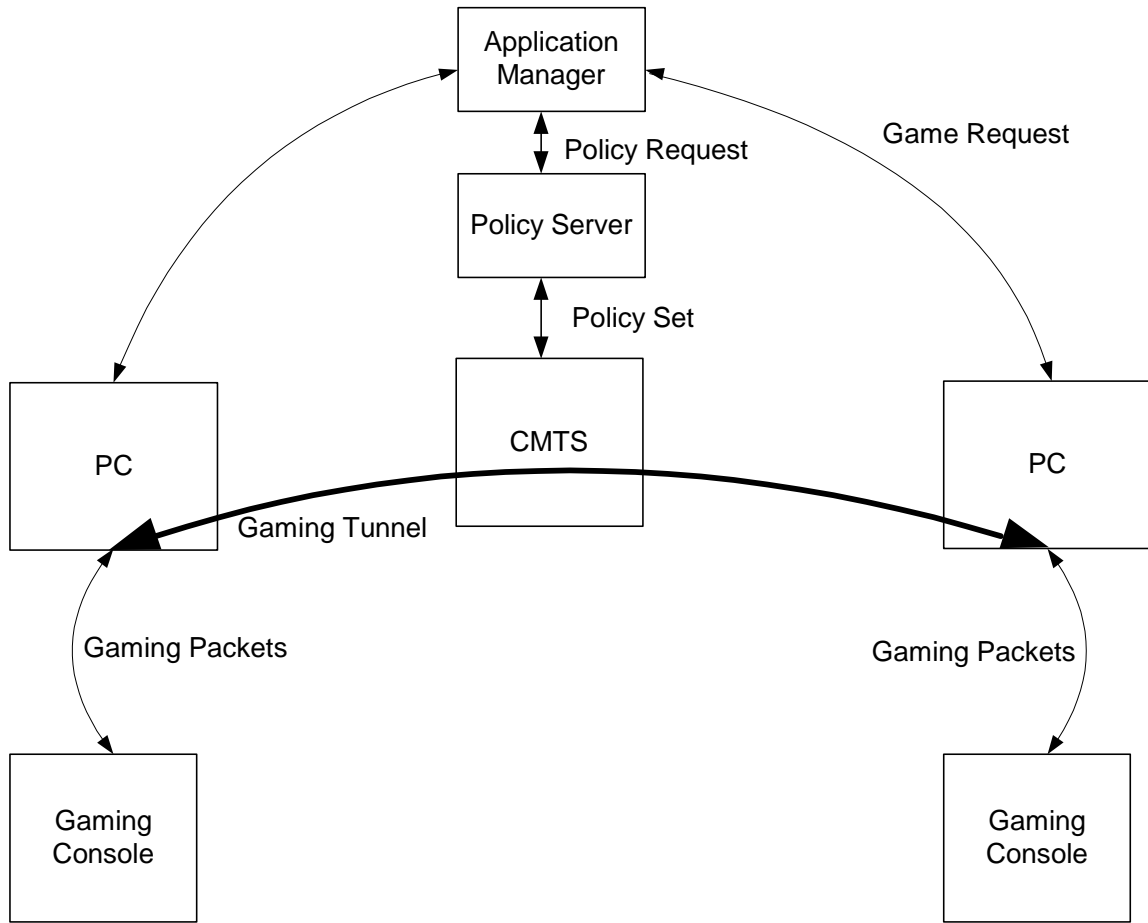 Application
Manager
Game Request
Policy Request
Policy Server
Policy Set
PC
CMTS
PC
Gaming Tunnel
Gaming Packets
Gaming Packets
Gaming
Console
Gaming
Console